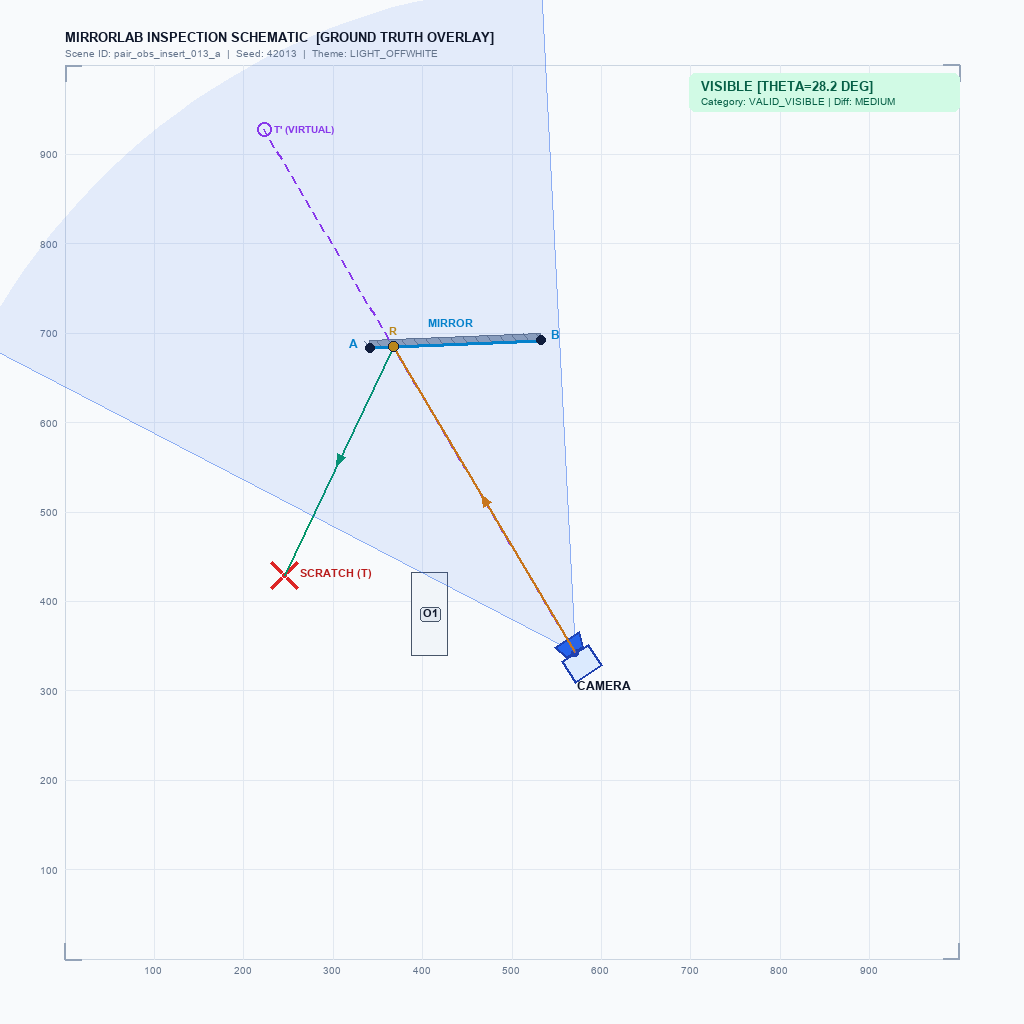 MIRRORLAB INSPECTION SCHEMATIC  [GROUND TRUTH OVERLAY]
Scene ID: pair_obs_insert_013_a  |  Seed: 42013  |  Theme: LIGHT_OFFWHITE
VISIBLE [THETA=28.2 DEG]
Category: VALID_VISIBLE | Diff: MEDIUM
T' (VIRTUAL)
900
800
700
600
500
400
300
200
100
MIRROR
R
A
B
SCRATCH (T)
O1
CAMERA
100 200 300 400 500 600 700 800 900